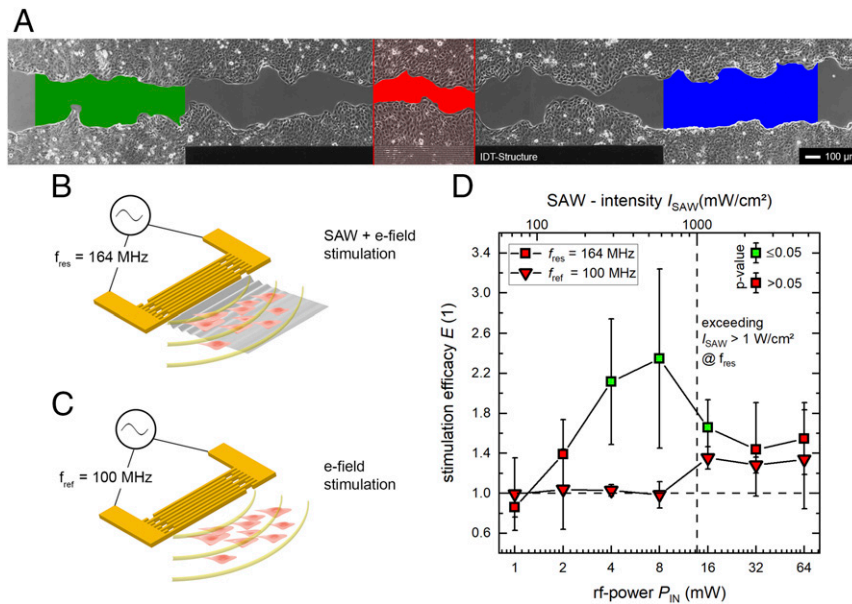 A
IDT-Structure
100 µm
B
f_res = 164 MHz
SAW + e-field
stimulation
C
f_ref = 100 MHz
e-field
stimulation
D
SAW - intensity I_SAW(mW/cm²)
100
1000
f_res = 164 MHz
f_ref = 100 MHz
p-value
≤0.05
>0.05
exceeding
I_SAW > 1 W/cm²
@ f_res
stimulation efficacy E (1)
3.4
3.0
2.6
2.2
1.8
1.4
1.0
0.6
1 2 4 8 16 32 64
rf-power P_IN (mW)